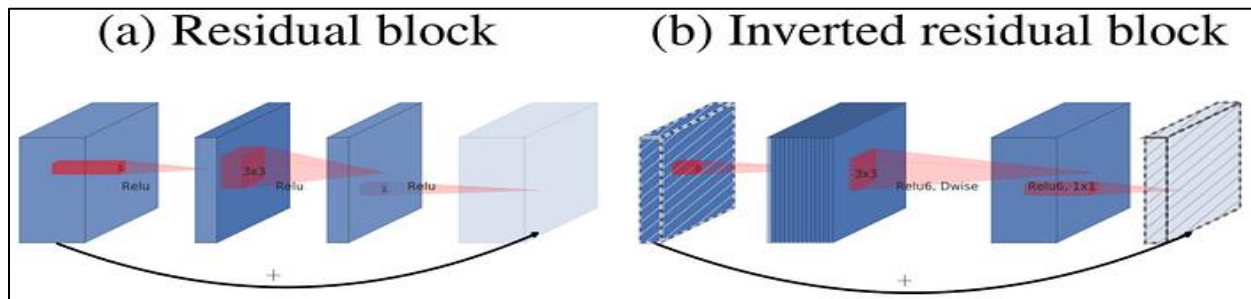 (a) Residual block
Relu
3x3
Relu
Relu
+
(b) Inverted residual block
3x3
Relu6, Dwise
Relu6, 1x1
+